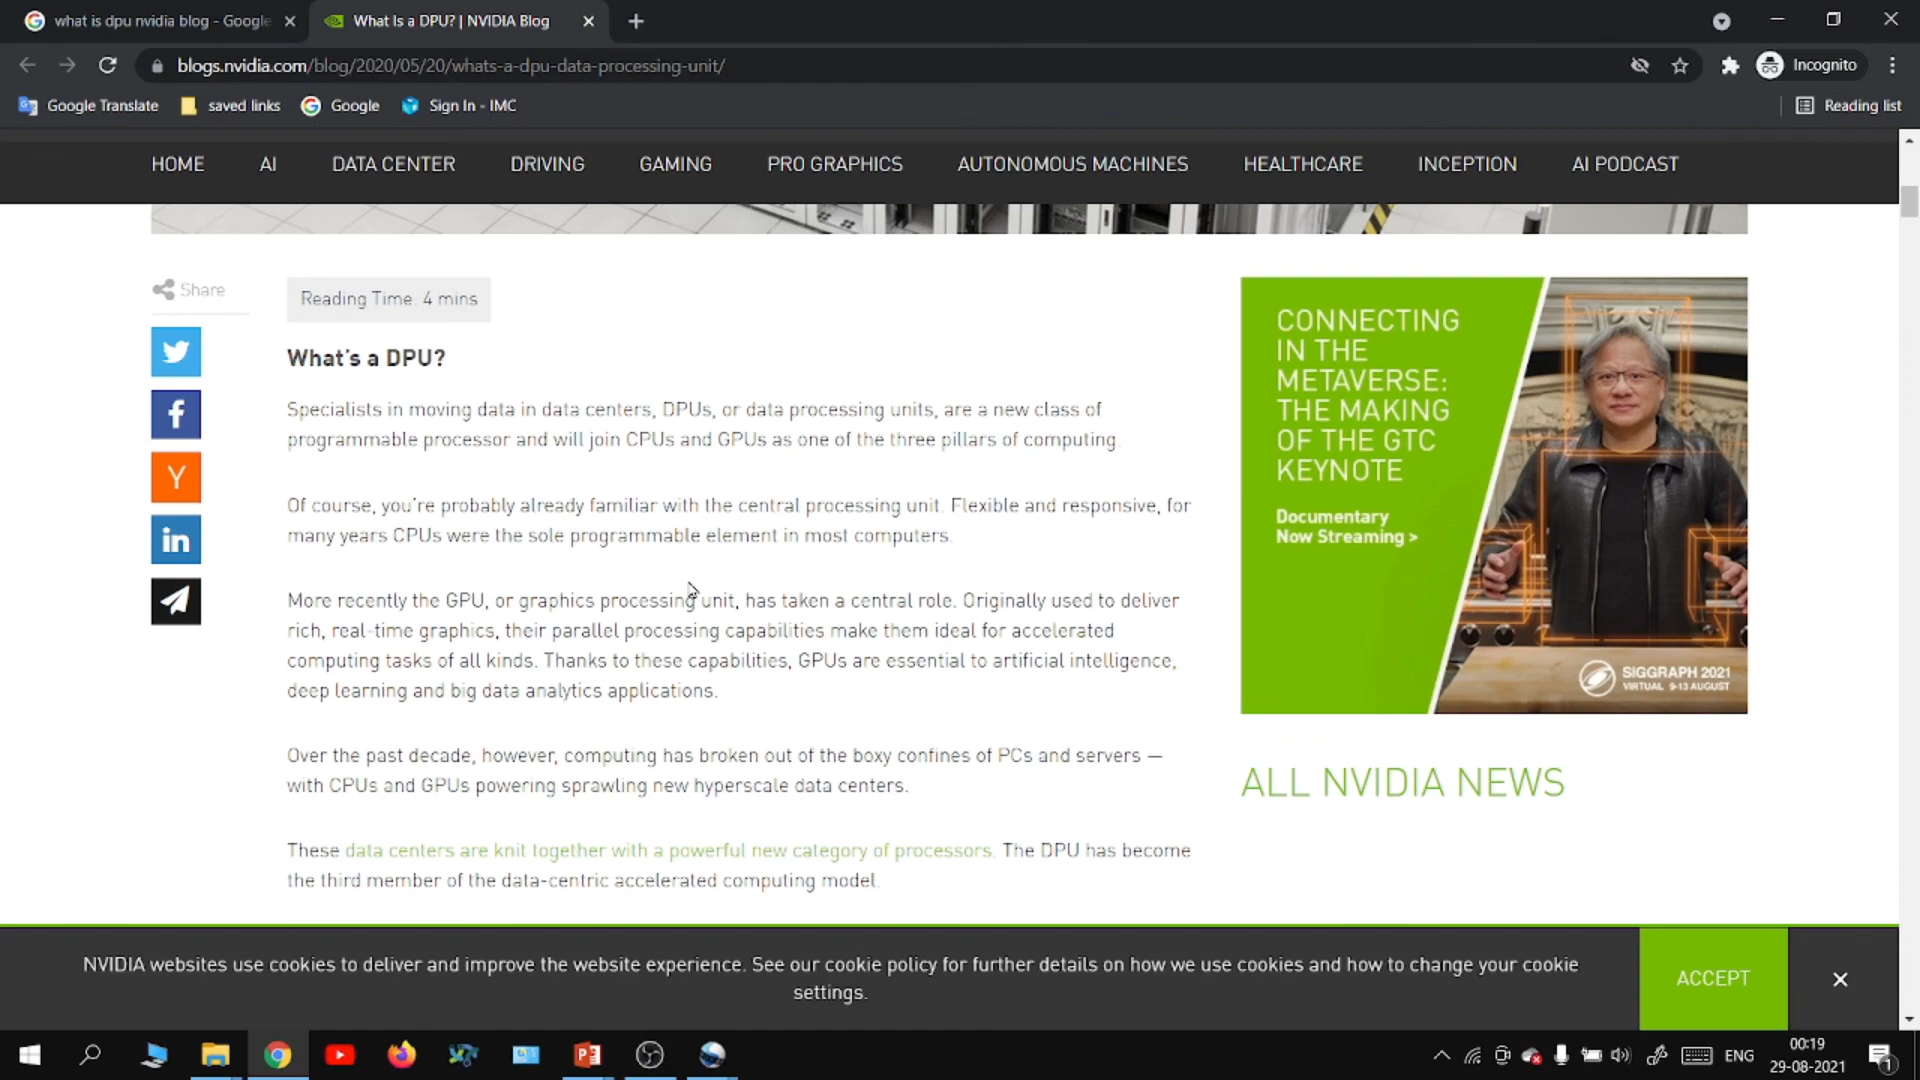 what is dpu nvidia blog - Google
What Is a DPU? | NVIDIA Blog
blogs.nvidia.com/blog/2020/05/20/whats-a-dpu-data-processing-unit/
Incognito
Google Translate
saved links
Google
Sign In - IMC
Reading list
HOME
AI
DATA CENTER
DRIVING
GAMING
PRO GRAPHICS
AUTONOMOUS MACHINES
HEALTHCARE
INCEPTION
AI PODCAST
Share
Reading Time: 4 mins
What's a DPU?
Specialists in moving data in data centers, DPUs, or data processing units, are a new class of
programmable processor and will join CPUs and GPUs as one of the three pillars of computing.
Of course, you're probably already familiar with the central processing unit. Flexible and responsive, for
many years CPUs were the sole programmable element in most computers.
More recently the GPU, or graphics processing unit, has taken a central role. Originally used to deliver
rich, real-time graphics, their parallel processing capabilities make them ideal for accelerated
computing tasks of all kinds. Thanks to these capabilities, GPUs are essential to artificial intelligence,
deep learning and big data analytics applications.
Over the past decade, however, computing has broken out of the boxy confines of PCs and servers —
with CPUs and GPUs powering sprawling new hyperscale data centers.
These data centers are knit together with a powerful new category of processors. The DPU has become
the third member of the data-centric accelerated computing model.
CONNECTING
IN THE
METAVERSE:
THE MAKING
OF THE GTC
KEYNOTE
Documentary
Now Streaming >
SIGGRAPH 2021
VIRTUAL 9-13 AUGUST
ALL NVIDIA NEWS
NVIDIA websites use cookies to deliver and improve the website experience. See our cookie policy for further details on how we use cookies and how to change your cookie
settings.
ACCEPT
ENG
00:19
29-08-2021
1